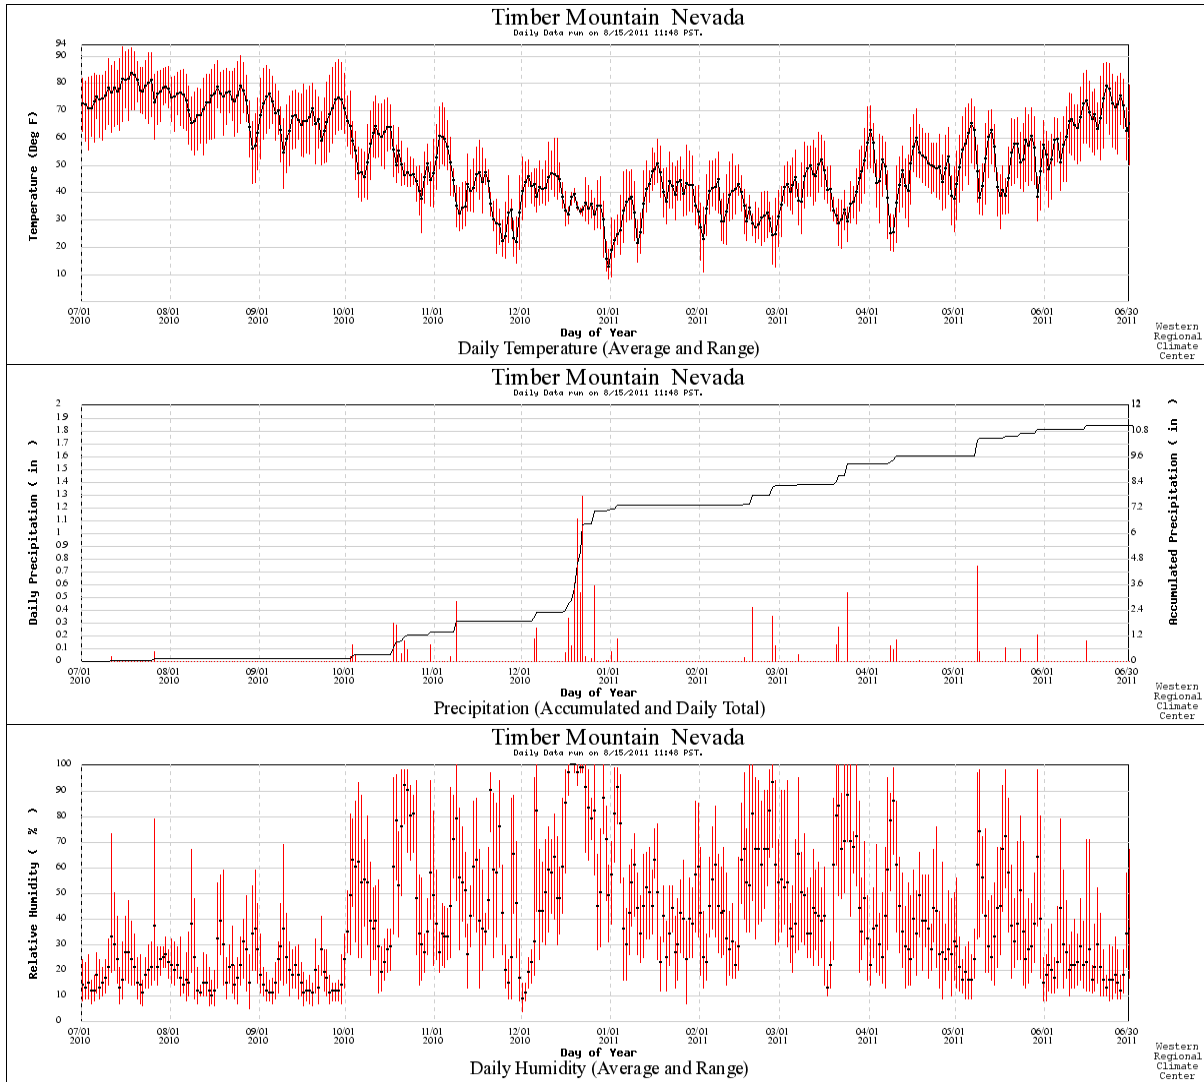 Timber Mountain  Nevada
Daily Data run on 8/15/2011 11:48 PST.
Temperature (Deg F)
94
90
80
70
60
50
40
30
20
10
07/01 08/01 09/01 10/01 11/01 12/01 01/01 02/01 03/01 04/01 05/01 06/01 06/30
2010 2010 2010 2010 2010 2010 2011 2011 2011 2011 2011 2011 2011
Day of Year
Daily Temperature (Average and Range)
Western
Regional
Climate
Center
Timber Mountain  Nevada
Daily Data run on 8/15/2011 11:48 PST.
Daily Precipitation ( in  )
2
1.9
1.8
1.7
1.6
1.5
1.4
1.3
1.2
1.1
1
0.9
0.8
0.7
0.6
0.5
0.4
0.3
0.2
0.1
0
12
10.8
9.6
8.4
7.2
6
4.8
3.6
2.4
1.2
0
Accumulated Precipitation ( in  )
07/01 08/01 09/01 10/01 11/01 12/01 01/01 02/01 03/01 04/01 05/01 06/01 06/30
2010 2010 2010 2010 2010 2010 2011 2011 2011 2011 2011 2011 2011
Day of Year
Precipitation (Accumulated and Daily Total)
Western
Regional
Climate
Center
Timber Mountain  Nevada
Daily Data run on 8/15/2011 11:48 PST.
Relative Humidity (  %  )
100
90
80
70
60
50
40
30
20
10
0
07/01 08/01 09/01 10/01 11/01 12/01 01/01 02/01 03/01 04/01 05/01 06/01 06/30
2010 2010 2010 2010 2010 2010 2011 2011 2011 2011 2011 2011 2011
Day of Year
Daily Humidity (Average and Range)
Western
Regional
Climate
Center